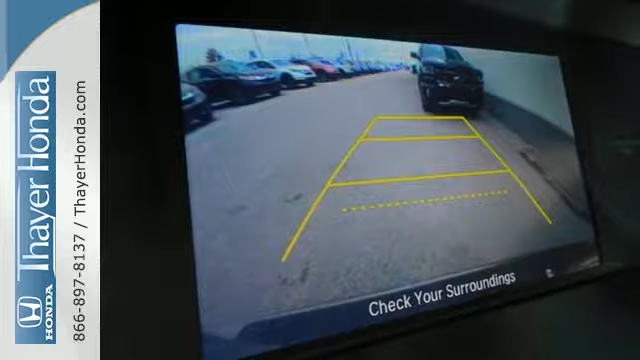 Thayer Honda
HONDA
866-897-8137 / ThayerHonda.com
Check Your Surroundings